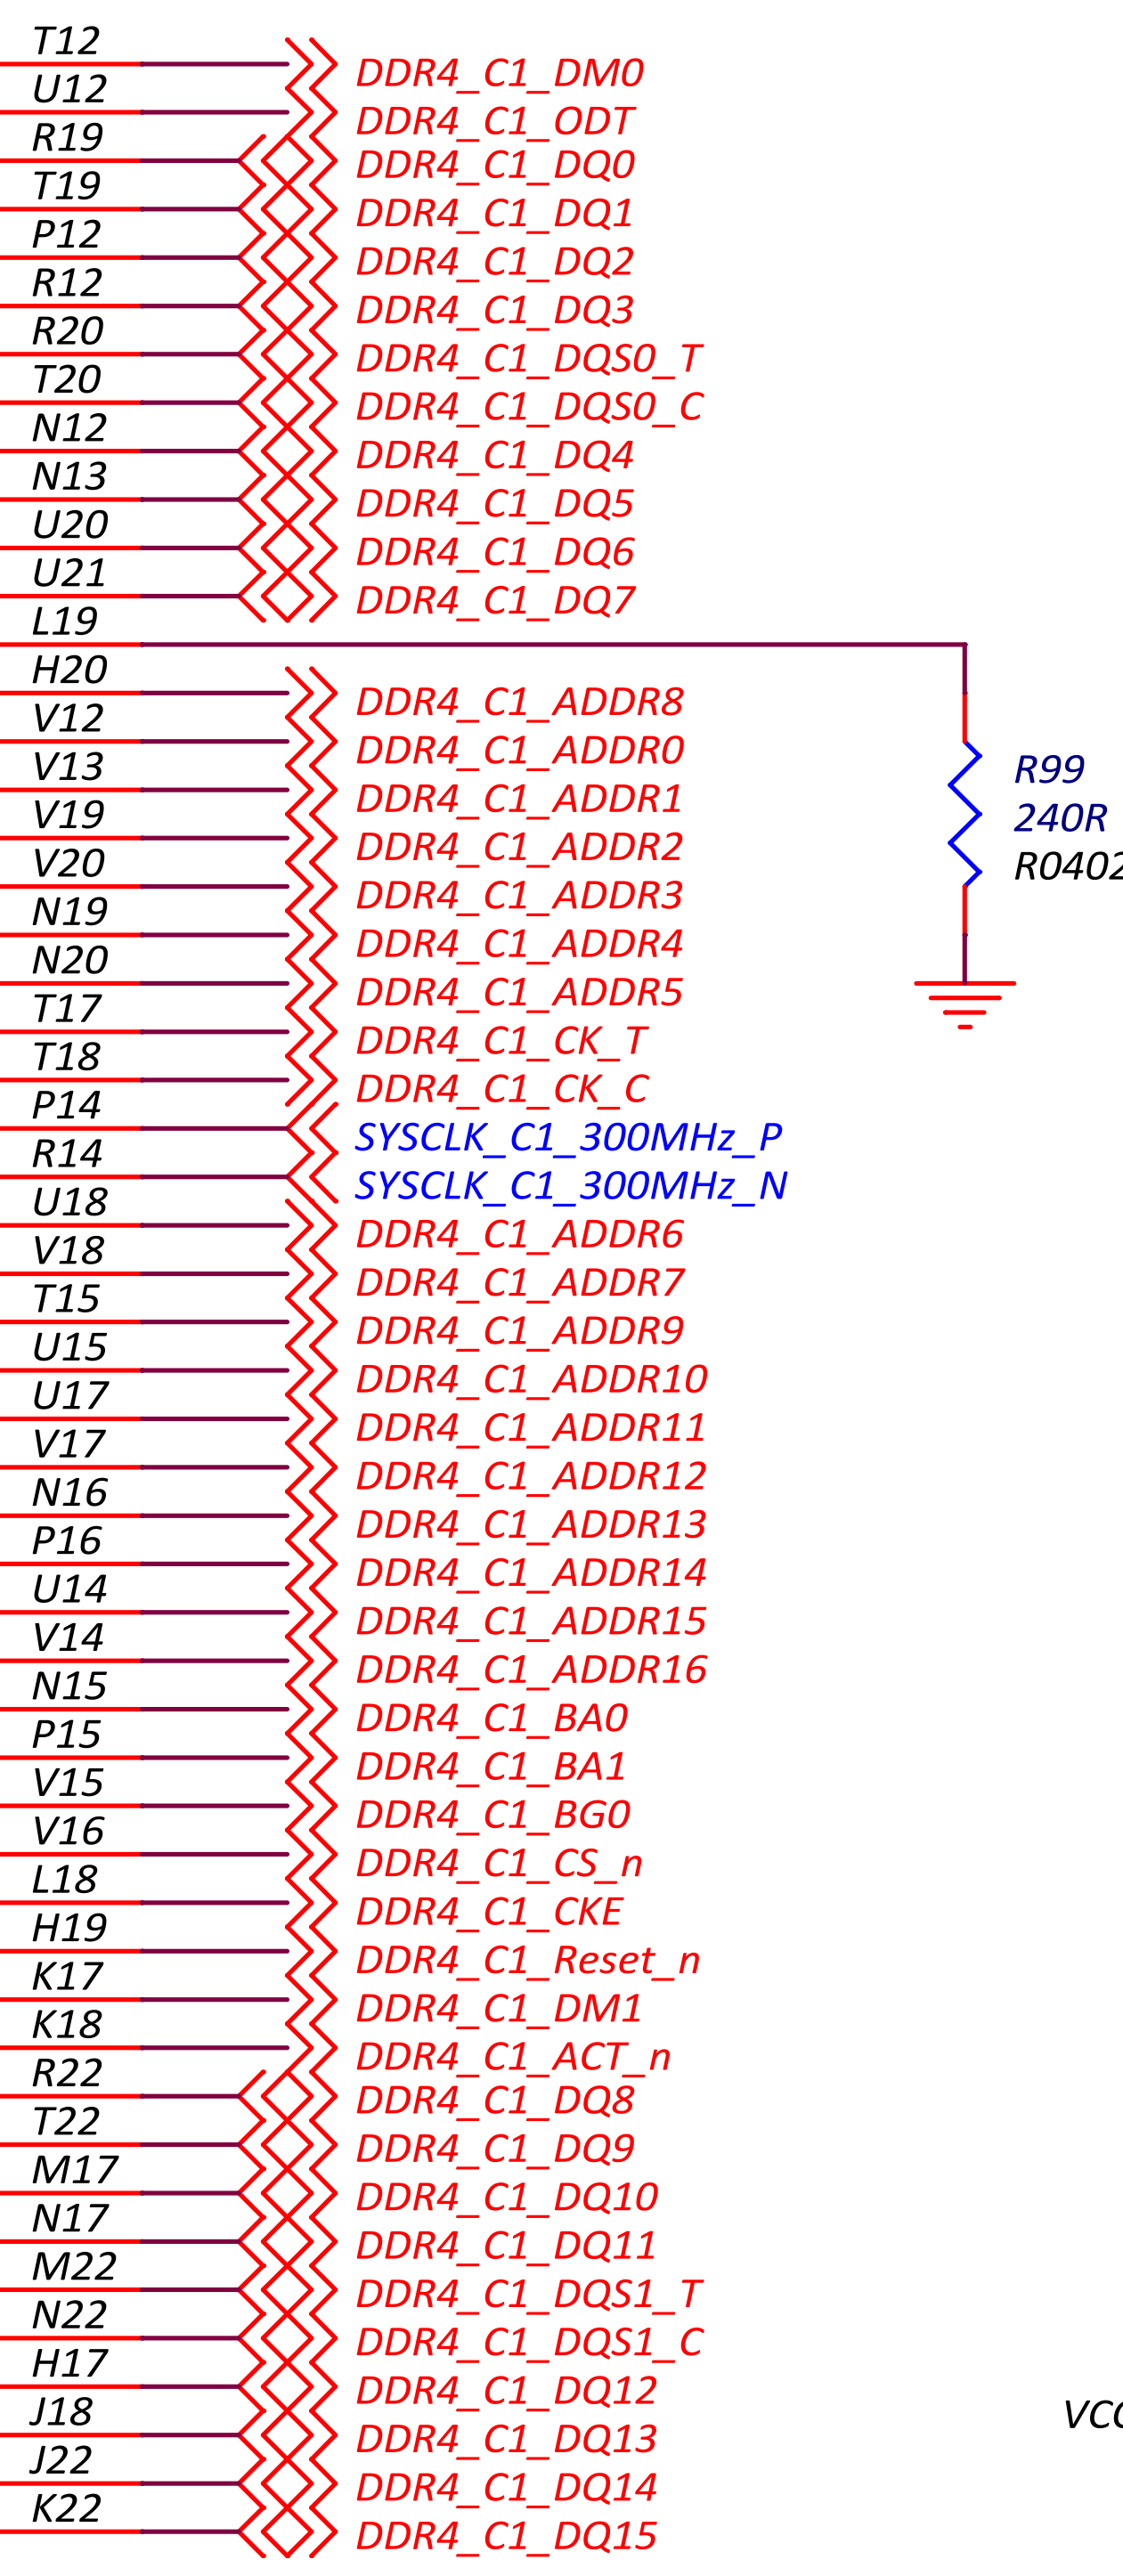 T12 DDR4_C1_DM0
U12 DDR4_C1_ODT
R19 DDR4_C1_DQ0
T19 DDR4_C1_DQ1
P12 DDR4_C1_DQ2
R12 DDR4_C1_DQ3
R20 DDR4_C1_DQS0_T
T20 DDR4_C1_DQS0_C
N12 DDR4_C1_DQ4
N13 DDR4_C1_DQ5
U20 DDR4_C1_DQ6
U21 DDR4_C1_DQ7
L19
H20 DDR4_C1_ADDR8
V12 DDR4_C1_ADDR0
V13 DDR4_C1_ADDR1
V19 DDR4_C1_ADDR2
V20 DDR4_C1_ADDR3
N19 DDR4_C1_ADDR4
N20 DDR4_C1_ADDR5
T17 DDR4_C1_CK_T
T18 DDR4_C1_CK_C
P14 SYSCLK_C1_300MHz_P
R14 SYSCLK_C1_300MHz_N
U18 DDR4_C1_ADDR6
V18 DDR4_C1_ADDR7
T15 DDR4_C1_ADDR9
U15 DDR4_C1_ADDR10
U17 DDR4_C1_ADDR11
V17 DDR4_C1_ADDR12
N16 DDR4_C1_ADDR13
P16 DDR4_C1_ADDR14
U14 DDR4_C1_ADDR15
V14 DDR4_C1_ADDR16
N15 DDR4_C1_BA0
P15 DDR4_C1_BA1
V15 DDR4_C1_BG0
V16 DDR4_C1_CS_n
L18 DDR4_C1_CKE
H19 DDR4_C1_Reset_n
K17 DDR4_C1_DM1
K18 DDR4_C1_ACT_n
R22 DDR4_C1_DQ8
T22 DDR4_C1_DQ9
M17 DDR4_C1_DQ10
N17 DDR4_C1_DQ11
M22 DDR4_C1_DQS1_T
N22 DDR4_C1_DQS1_C
H17 DDR4_C1_DQ12
J18 DDR4_C1_DQ13
J22 DDR4_C1_DQ14
K22 DDR4_C1_DQ15
R99
240R
R0402